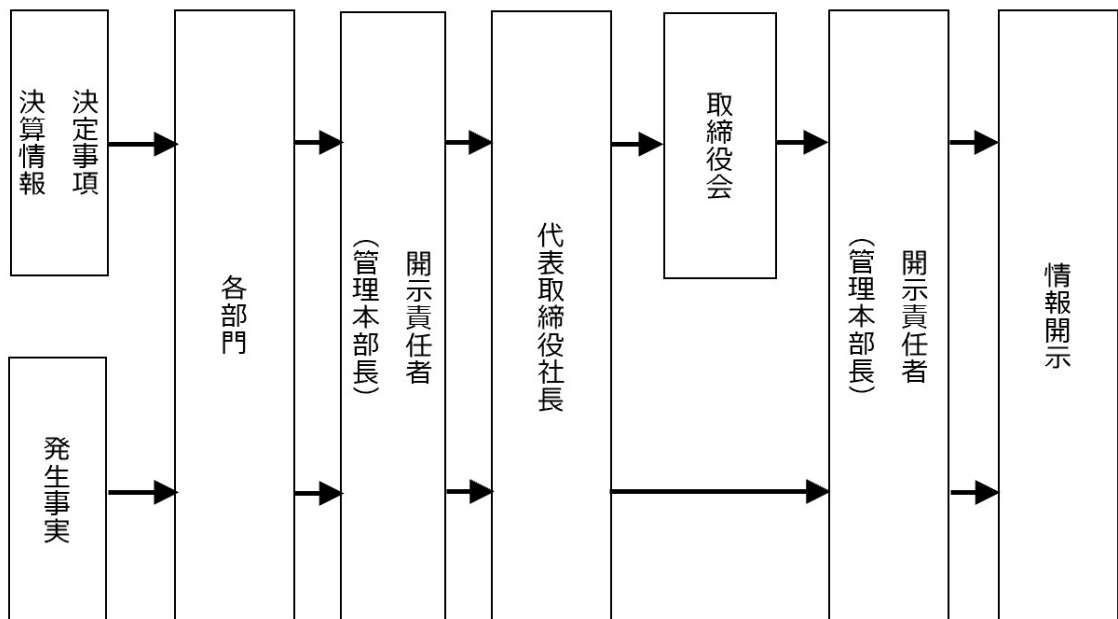 決定事項
決算情報
発生事実
各部門
開示責任者
（管理本部長）
代表取締役社長
取締役会
開示責任者
（管理本部長）
情報開示